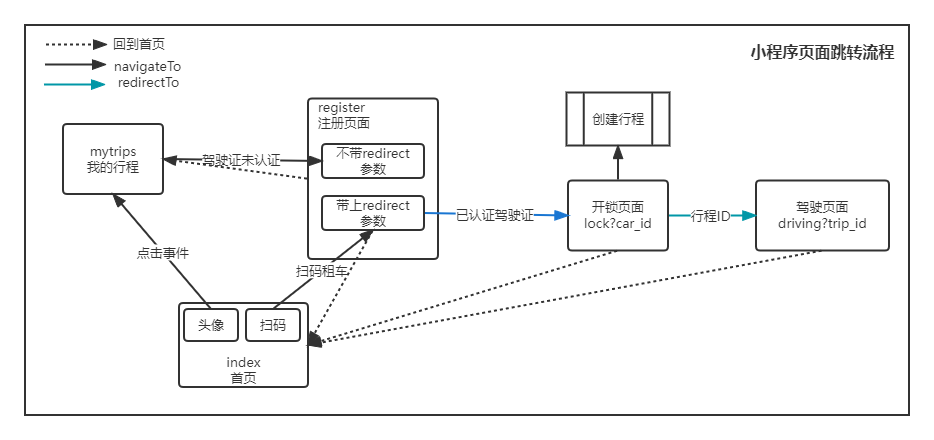 回到首页
navigateTo
redirectTo
小程序页面跳转流程
register
注册页面
不带redirect
参数
带上redirect
参数
mytrips
我的行程
驾驶证未认证
创建行程
已认证驾驶证
开锁页面
lock?car_id
行程ID
驾驶页面
driving?trip_id
点击事件
扫码租车
头像
扫码
index
首页